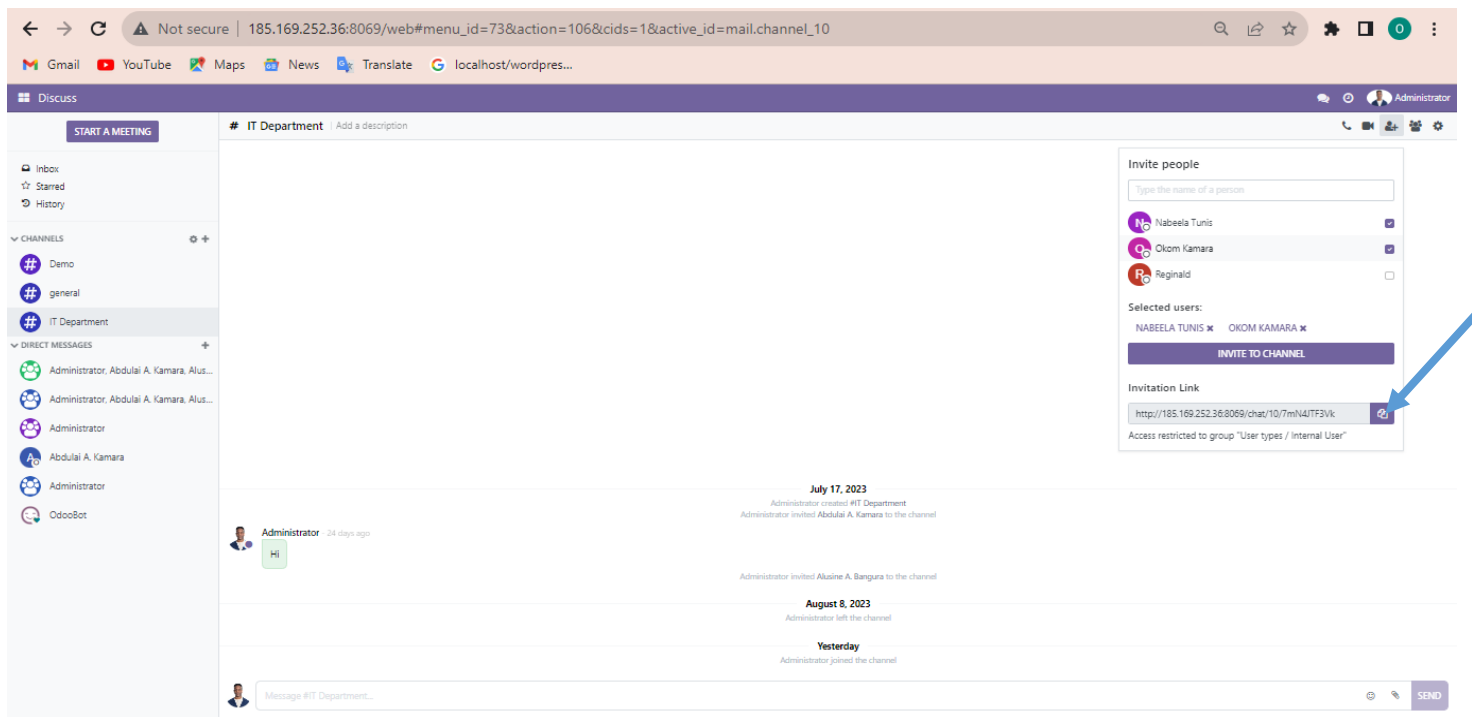 Not secure | 185.169.252.36:8069/web#menu_id=73&action=106&cids=1&active_id=mail.channel_10
O
Gmail YouTube Maps News Translate localhost/wordpres...
Discuss
Administrator
START A MEETING
# IT Department Add a description
Inbox
Starred
History
CHANNELS
# Demo
# general
# IT Department
DIRECT MESSAGES
Administrator, Abdulai A. Kamara, Alus...
Administrator, Abdulai A. Kamara, Alus...
Administrator
A Abdulai A. Kamara
Administrator
OdooBot
Invite people
Type the name of a person
N Nabeela Tunis
O Okom Kamara
R Reginald
Selected users:
NABEELA TUNIS × OKOM KAMARA ×
INVITE TO CHANNEL
Invitation Link
http://185.169.252.36:8069/chat/10/7mN4JTF3Vk
Access restricted to group "User types / Internal User"
July 17, 2023
Administrator created #IT Department
Administrator invited Abdulai A. Kamara to the channel
Administrator - 24 days ago
Hi
Administrator invited Alusine A. Bangura to the channel
August 8, 2023
Administrator left the channel
Yesterday
Administrator joined the channel
Message #IT Department...
SEND